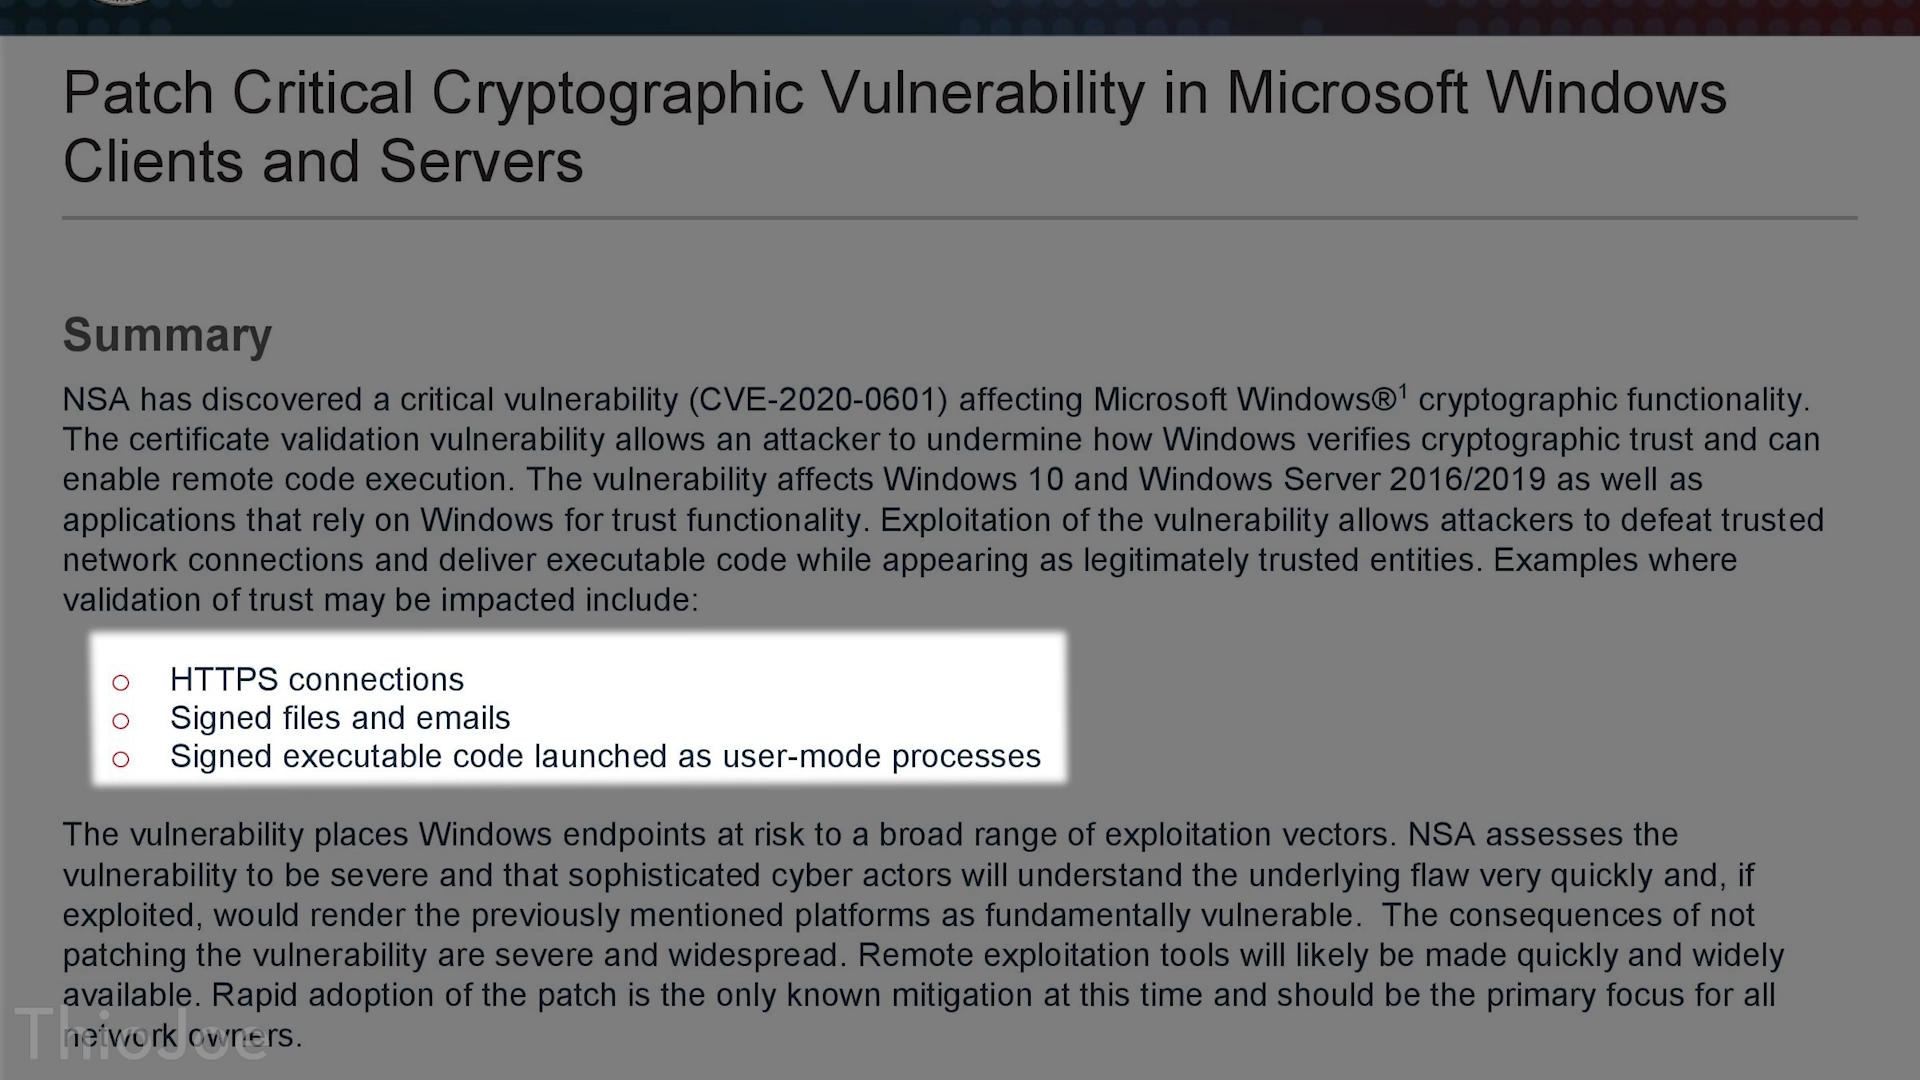 Patch Critical Cryptographic Vulnerability in Microsoft Windows
Clients and Servers
Summary
NSA has discovered a critical vulnerability (CVE-2020-0601) affecting Microsoft Windows®¹ cryptographic functionality.
The certificate validation vulnerability allows an attacker to undermine how Windows verifies cryptographic trust and can
enable remote code execution. The vulnerability affects Windows 10 and Windows Server 2016/2019 as well as
applications that rely on Windows for trust functionality. Exploitation of the vulnerability allows attackers to defeat trusted
network connections and deliver executable code while appearing as legitimately trusted entities. Examples where
validation of trust may be impacted include:
○ HTTPS connections
○ Signed files and emails
○ Signed executable code launched as user-mode processes
The vulnerability places Windows endpoints at risk to a broad range of exploitation vectors. NSA assesses the
vulnerability to be severe and that sophisticated cyber actors will understand the underlying flaw very quickly and, if
exploited, would render the previously mentioned platforms as fundamentally vulnerable.  The consequences of not
patching the vulnerability are severe and widespread. Remote exploitation tools will likely be made quickly and widely
available. Rapid adoption of the patch is the only known mitigation at this time and should be the primary focus for all
network owners.
ThioJoe